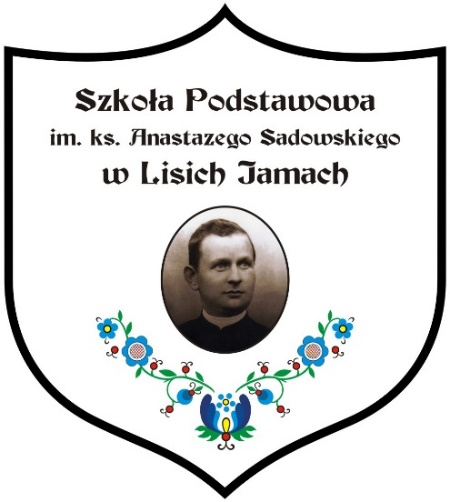 Szkoła Podstawowa
im. ks. Anastazego Sadowskiego
w Lisich Jamach